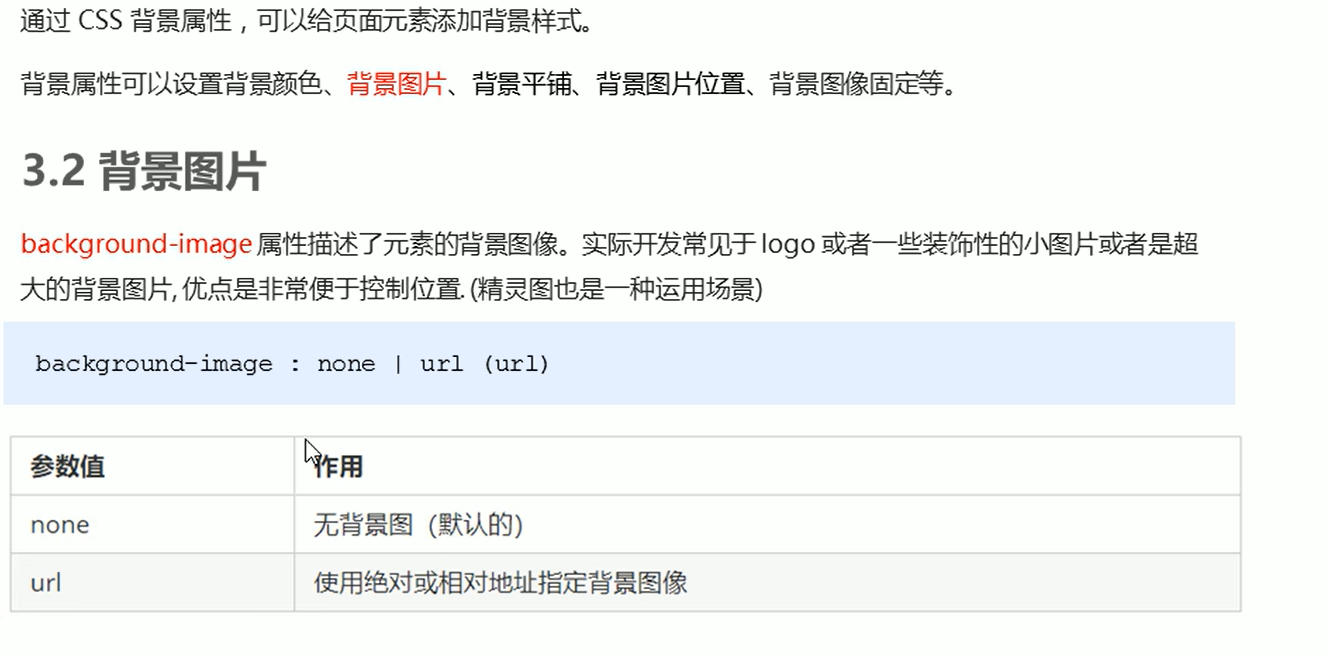 通过 CSS 背景属性，可以给页面元素添加背景样式。
背景属性可以设置背景颜色、背景图片、背景平铺、背景图片位置、背景图像固定等。
3.2 背景图片
background-image 属性描述了元素的背景图像。实际开发常见于 logo 或者一些装饰性的小图片或者是超
大的背景图片, 优点是非常便于控制位置. (精灵图也是一种运用场景)
background-image : none | url (url)
参数值 作用
none 无背景图（默认的）
url 使用绝对或相对地址指定背景图像